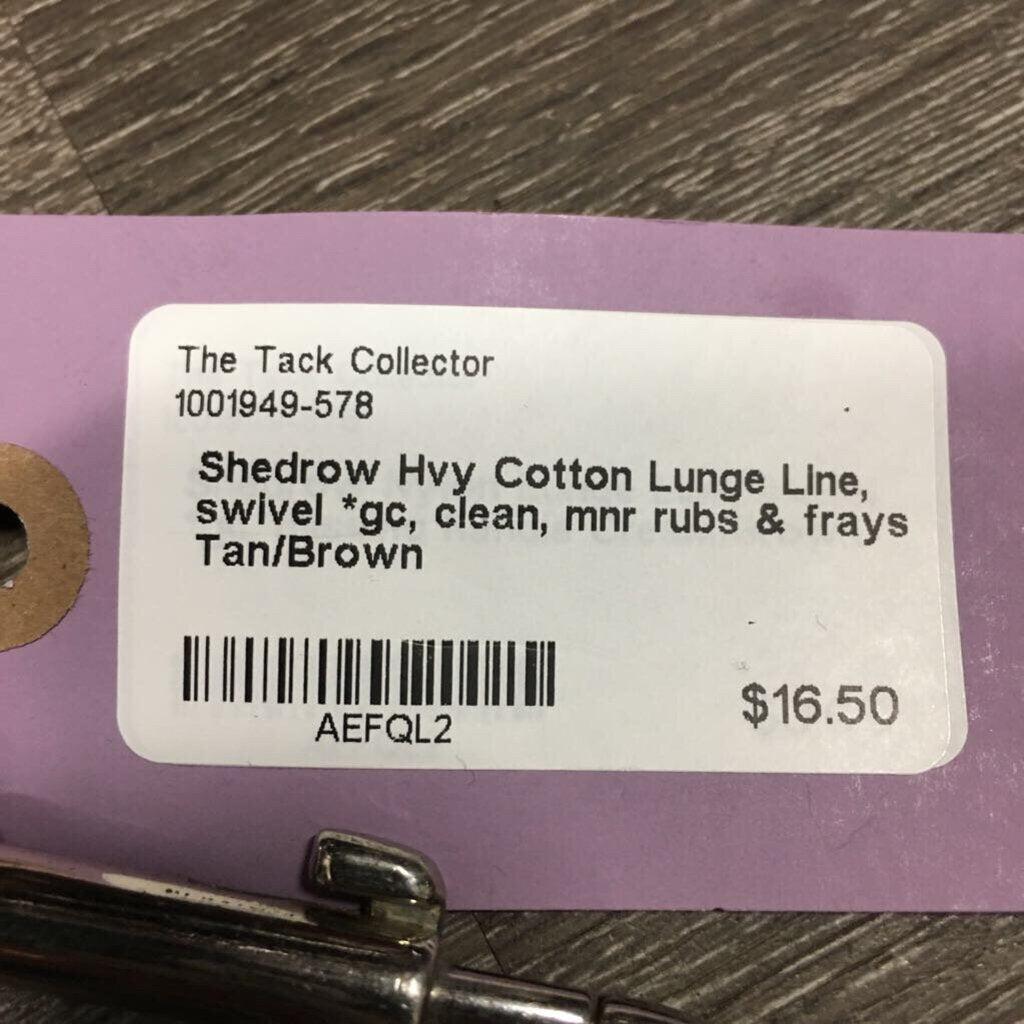 The Tack Collector
1001949-578
Shedrow Hvy Cotton Lunge Line,
swivel *gc, clean, mnr rubs & frays
Tan/Brown
AEFQL2
$16.50